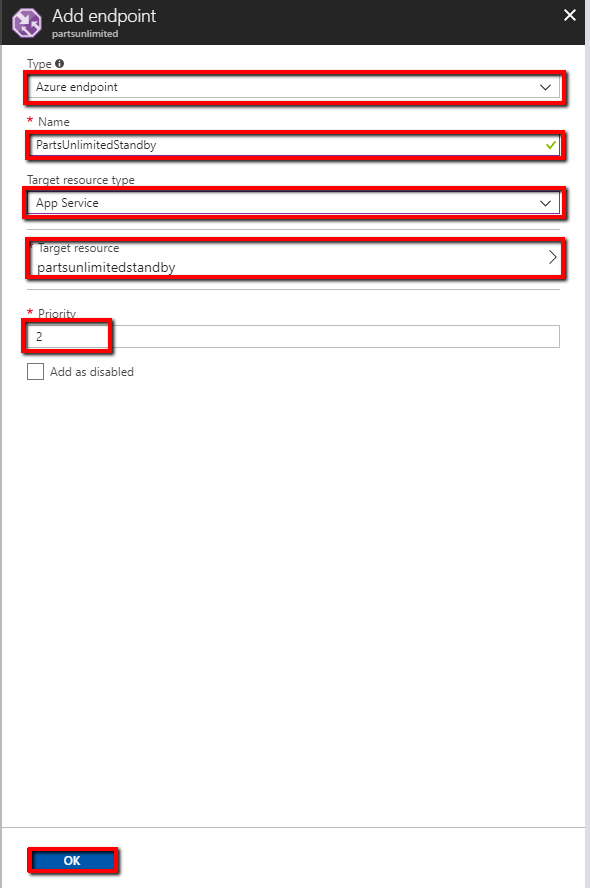 Add endpoint
partsunlimited
Type
Azure endpoint
* Name
PartsUnlimitedStandby
Target resource type
App Service
* Target resource
partsunlimitedstandby
* Priority
2
Add as disabled
OK